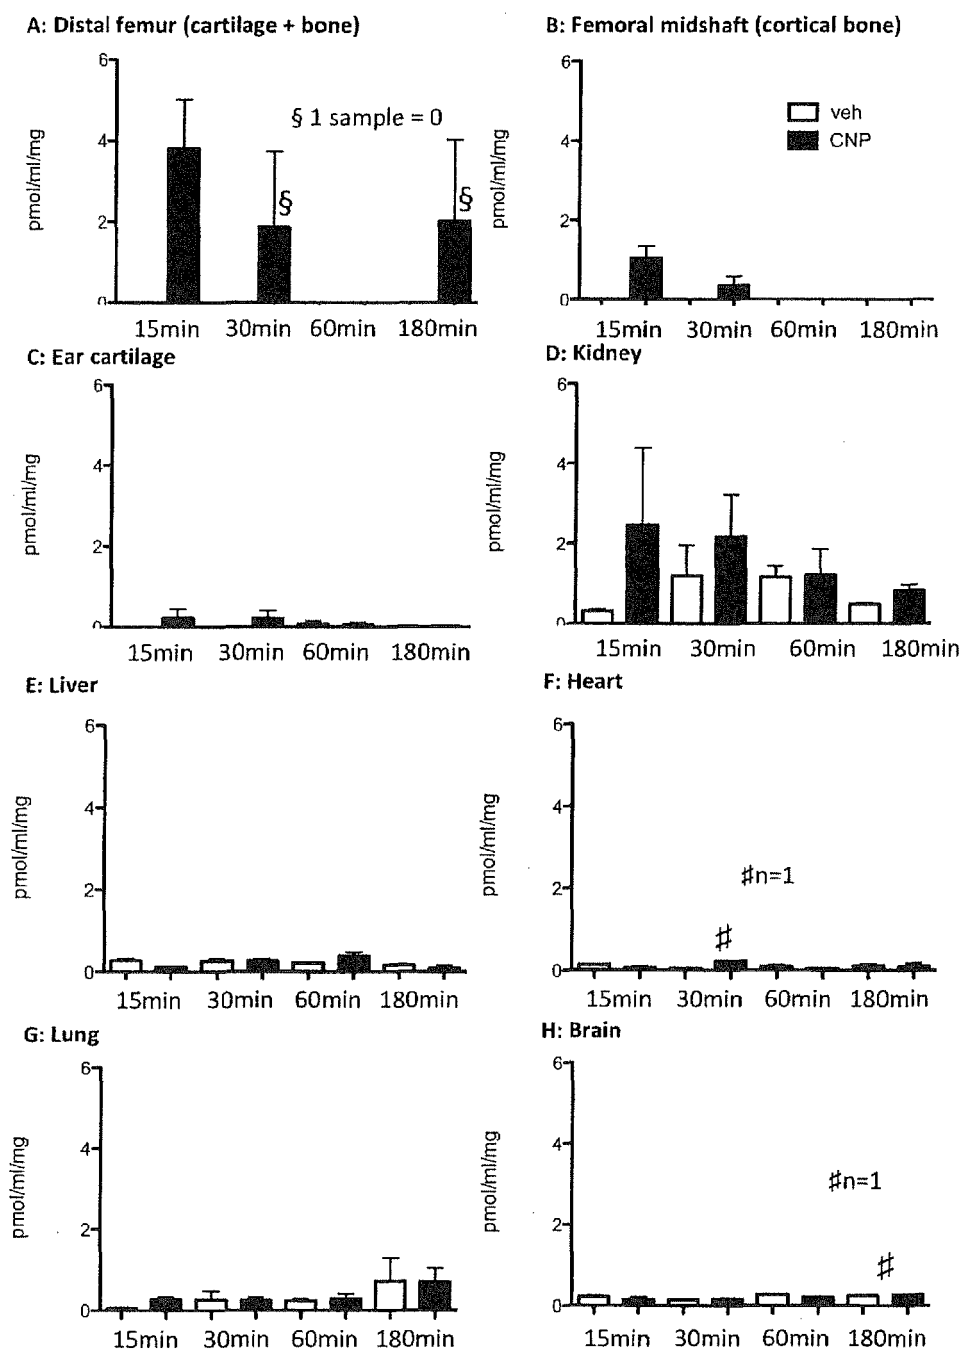 A: Distal femur (cartilage + bone)
6
4
2
0
pmol/ml/mg
§ 1 sample = 0
§
§
15min 30min 60min 180min
B: Femoral midshaft (cortical bone)
6
4
2
0
pmol/ml/mg
veh
CNP
15min 30min 60min 180min
C: Ear cartilage
6
4
2
0
pmol/ml/mg
15min 30min 60min 180min
D: Kidney
6
4
2
0
pmol/ml/mg
15min 30min 60min 180min
E: Liver
6
4
2
0
pmol/ml/mg
15min 30min 60min 180min
F: Heart
6
4
2
0
pmol/ml/mg
♯n=1
♯
15min 30min 60min 180min
G: Lung
6
4
2
0
pmol/ml/mg
15min 30min 60min 180min
H: Brain
6
4
2
0
pmol/ml/mg
♯n=1
♯
15min 30min 60min 180min